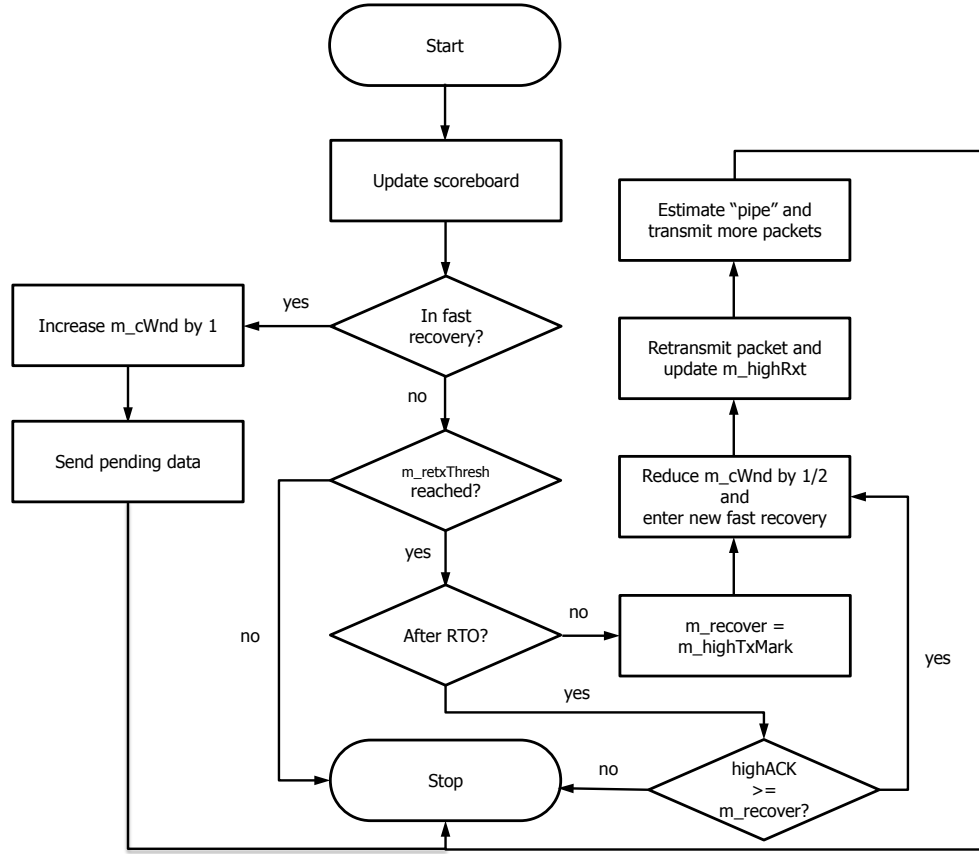 Start
Update scoreboard
In fast
recovery?
yes
Increase m_cWnd by 1
Send pending data
no
m_retxThresh
reached?
no
yes
After RTO?
no
m_recover =
m_highTxMark
Reduce m_cWnd by 1/2
and
enter new fast recovery
Retransmit packet and
update m_highRxt
Estimate “pipe” and
transmit more packets
yes
highACK
>=
m_recover?
yes
no
Stop